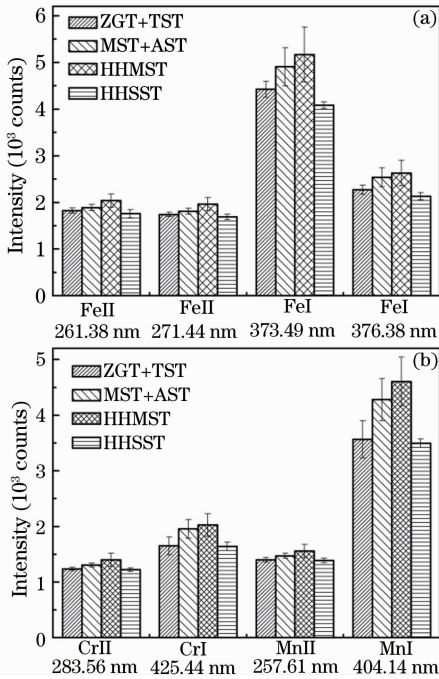 (a)
ZGT+TST
MST+AST
HHMST
HHSST
Intensity (10³ counts)
6
5
4
3
2
1
0
FeII FeII FeI FeI
261.38 nm 271.44 nm 373.49 nm 376.38 nm
(b)
ZGT+TST
MST+AST
HHMST
HHSST
Intensity (10³ counts)
5
4
3
2
1
0
CrII CrI MnII MnI
283.56 nm 425.44 nm 257.61 nm 404.14 nm